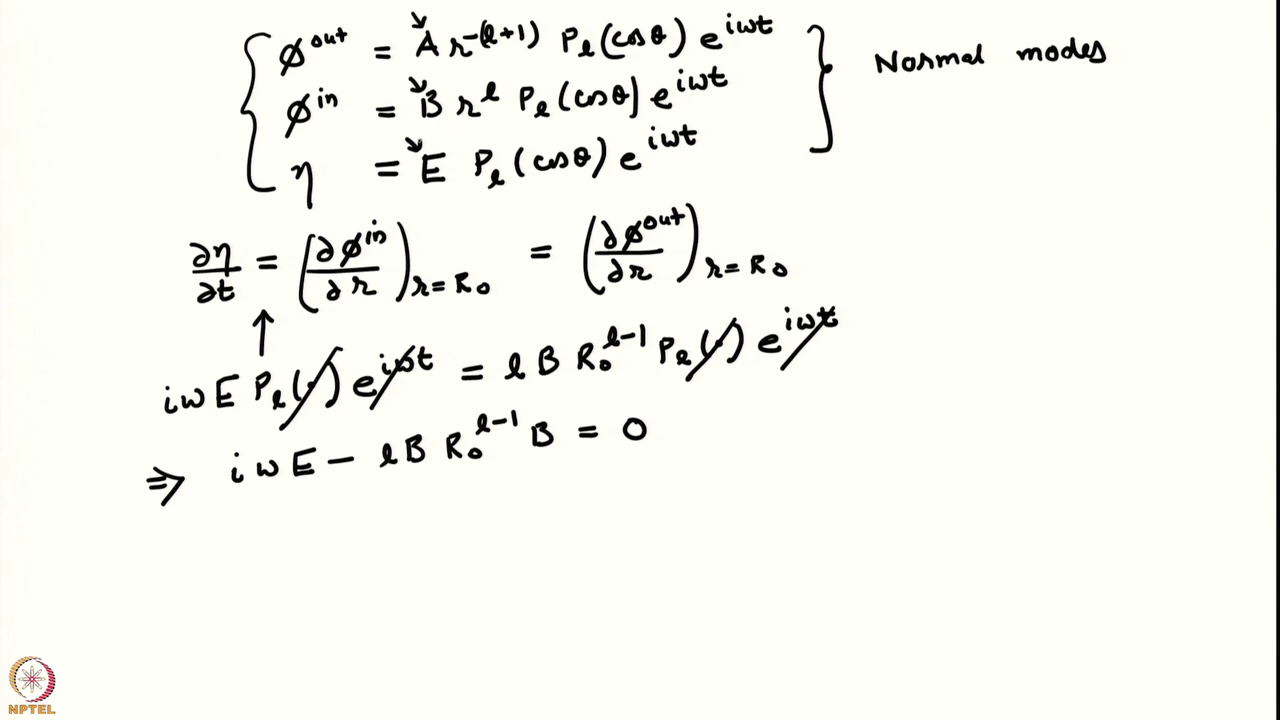 ϕ^out = A r^-(l+1) P_l(cosθ) e^iωt
ϕ^in = B r^l P_l(cosθ) e^iωt
η = E P_l(cosθ) e^iωt
Normal modes
∂η/∂t = (∂ϕ^in/∂r)_r=R₀ = (∂ϕ^out/∂r)_r=R₀
iωE P_l(·) e^iωt = l B R₀^l-1 P_l(·) e^iωt
⇒ iωE - l B R₀^l-1 B = 0
NPTEL